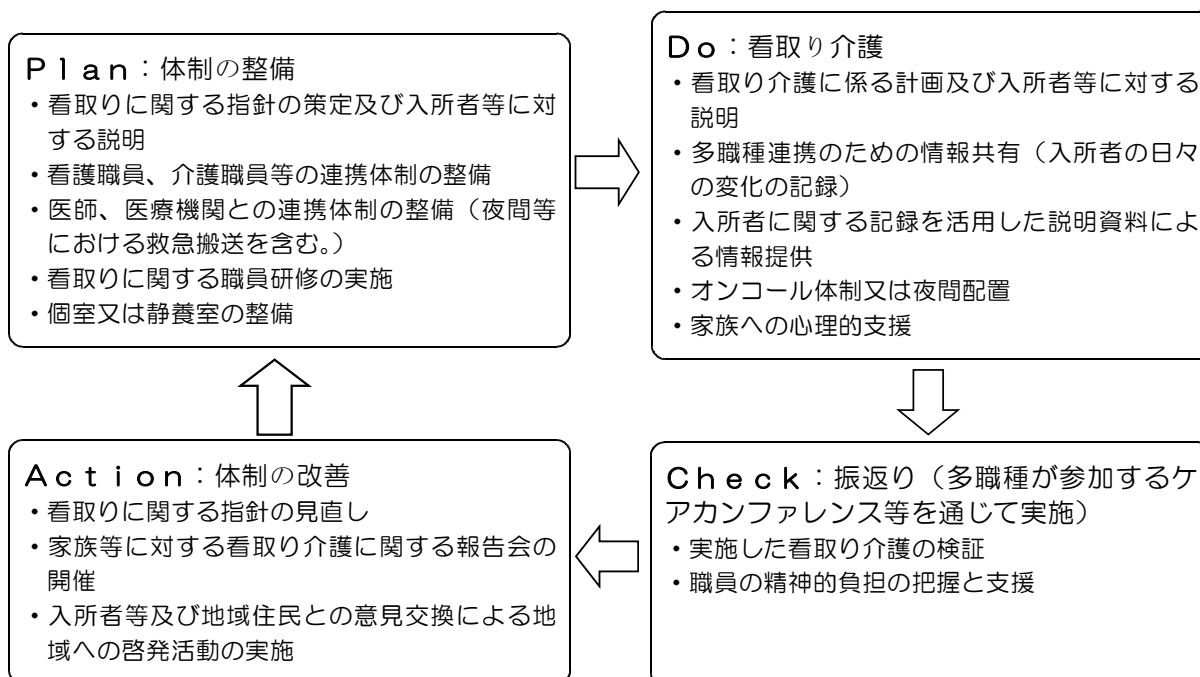 Ｐｌａｎ：体制の整備
・看取りに関する指針の策定及び入所者等に対
する説明
・看護職員、介護職員等の連携体制の整備
・医師、医療機関との連携体制の整備（夜間等
における救急搬送を含む。）
・看取りに関する職員研修の実施
・個室又は静養室の整備
Ｄｏ：看取り介護
・看取り介護に係る計画及び入所者等に対する
説明
・多職種連携のための情報共有（入所者の日々
の変化の記録）
・入所者に関する記録を活用した説明資料によ
る情報提供
・オンコール体制又は夜間配置
・家族への心理的支援
Ａｃｔｉｏｎ：体制の改善
・看取りに関する指針の見直し
・家族等に対する看取り介護に関する報告会の
開催
・入所者等及び地域住民との意見交換による地
域への啓発活動の実施
Ｃｈｅｃｋ：振返り（多職種が参加するケ
アカンファレンス等を通じて実施）
・実施した看取り介護の検証
・職員の精神的負担の把握と支援